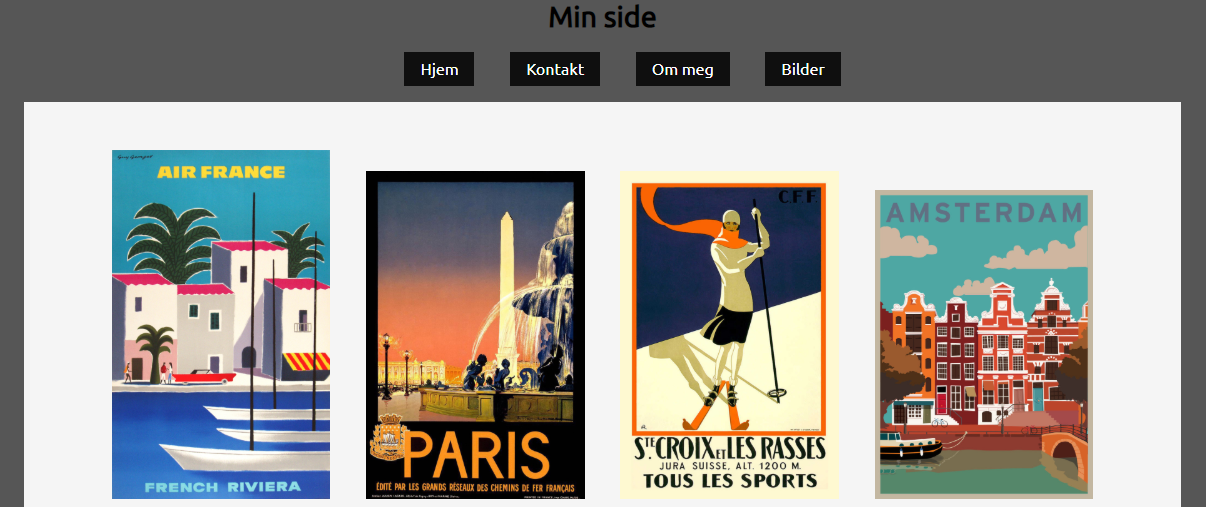 Min side
Hjem
Kontakt
Om meg
Bilder
AIR FRANCE
FRENCH RIVIERA
PARIS
ÉDITÉ PAR LES GRANDS RÉSEAUX DES CHEMINS DE FER FRANÇAIS
C.F.F.
STE CROIX ET LES RASSES
JURA SUISSE, ALT. 1200 M.
TOUS LES SPORTS
AMSTERDAM